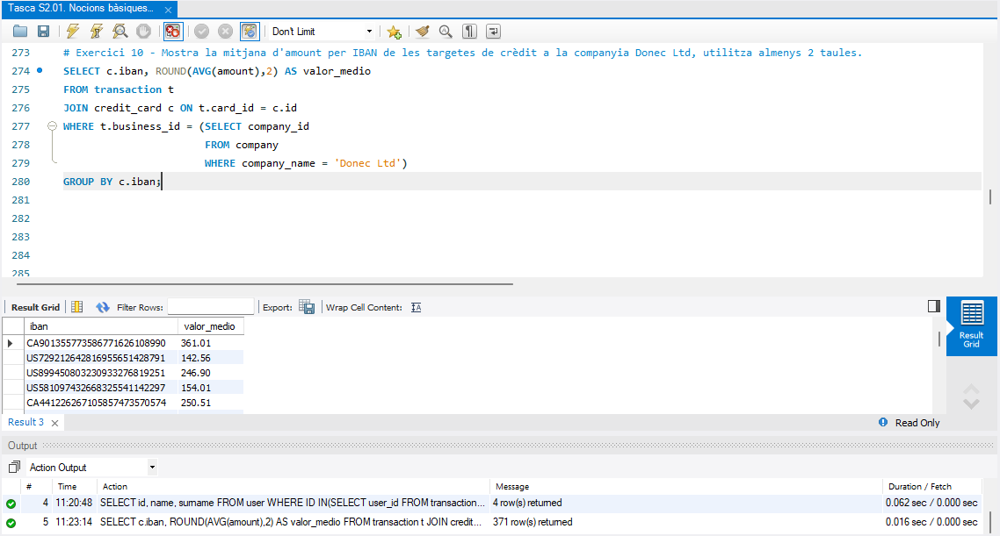 Tasca S2.01. Nocions bàsiques...
Don't Limit
273 # Exercici 10 - Mostra la mitjana d'amount per IBAN de les targetes de crèdit a la companyia Donec Ltd, utilitza almenys 2 taules.
274 SELECT c.iban, ROUND(AVG(amount),2) AS valor_medio
275 FROM transaction t
276 JOIN credit_card c ON t.card_id = c.id
277 WHERE t.business_id = (SELECT company_id
278 FROM company
279 WHERE company_name = 'Donec Ltd')
280 GROUP BY c.iban;
281
282
283
284
285
Result Grid Filter Rows: Export: Wrap Cell Content:
iban valor_medio
CA901355773586771626108990 361.01
US729212642816955651428791 142.56
US899450803230933276819251 246.90
US581097432668325541142297 154.01
CA441226267105857473570574 250.51
Result Grid
Result 3
Read Only
Output
Action Output
# Time Action Message Duration / Fetch
4 11:20:48 SELECT id, name, surname FROM user WHERE ID IN(SELECT user_id FROM transaction... 4 row(s) returned 0.062 sec / 0.000 sec
5 11:23:14 SELECT c.iban, ROUND(AVG(amount),2) AS valor_medio FROM transaction t JOIN credit... 371 row(s) returned 0.016 sec / 0.000 sec